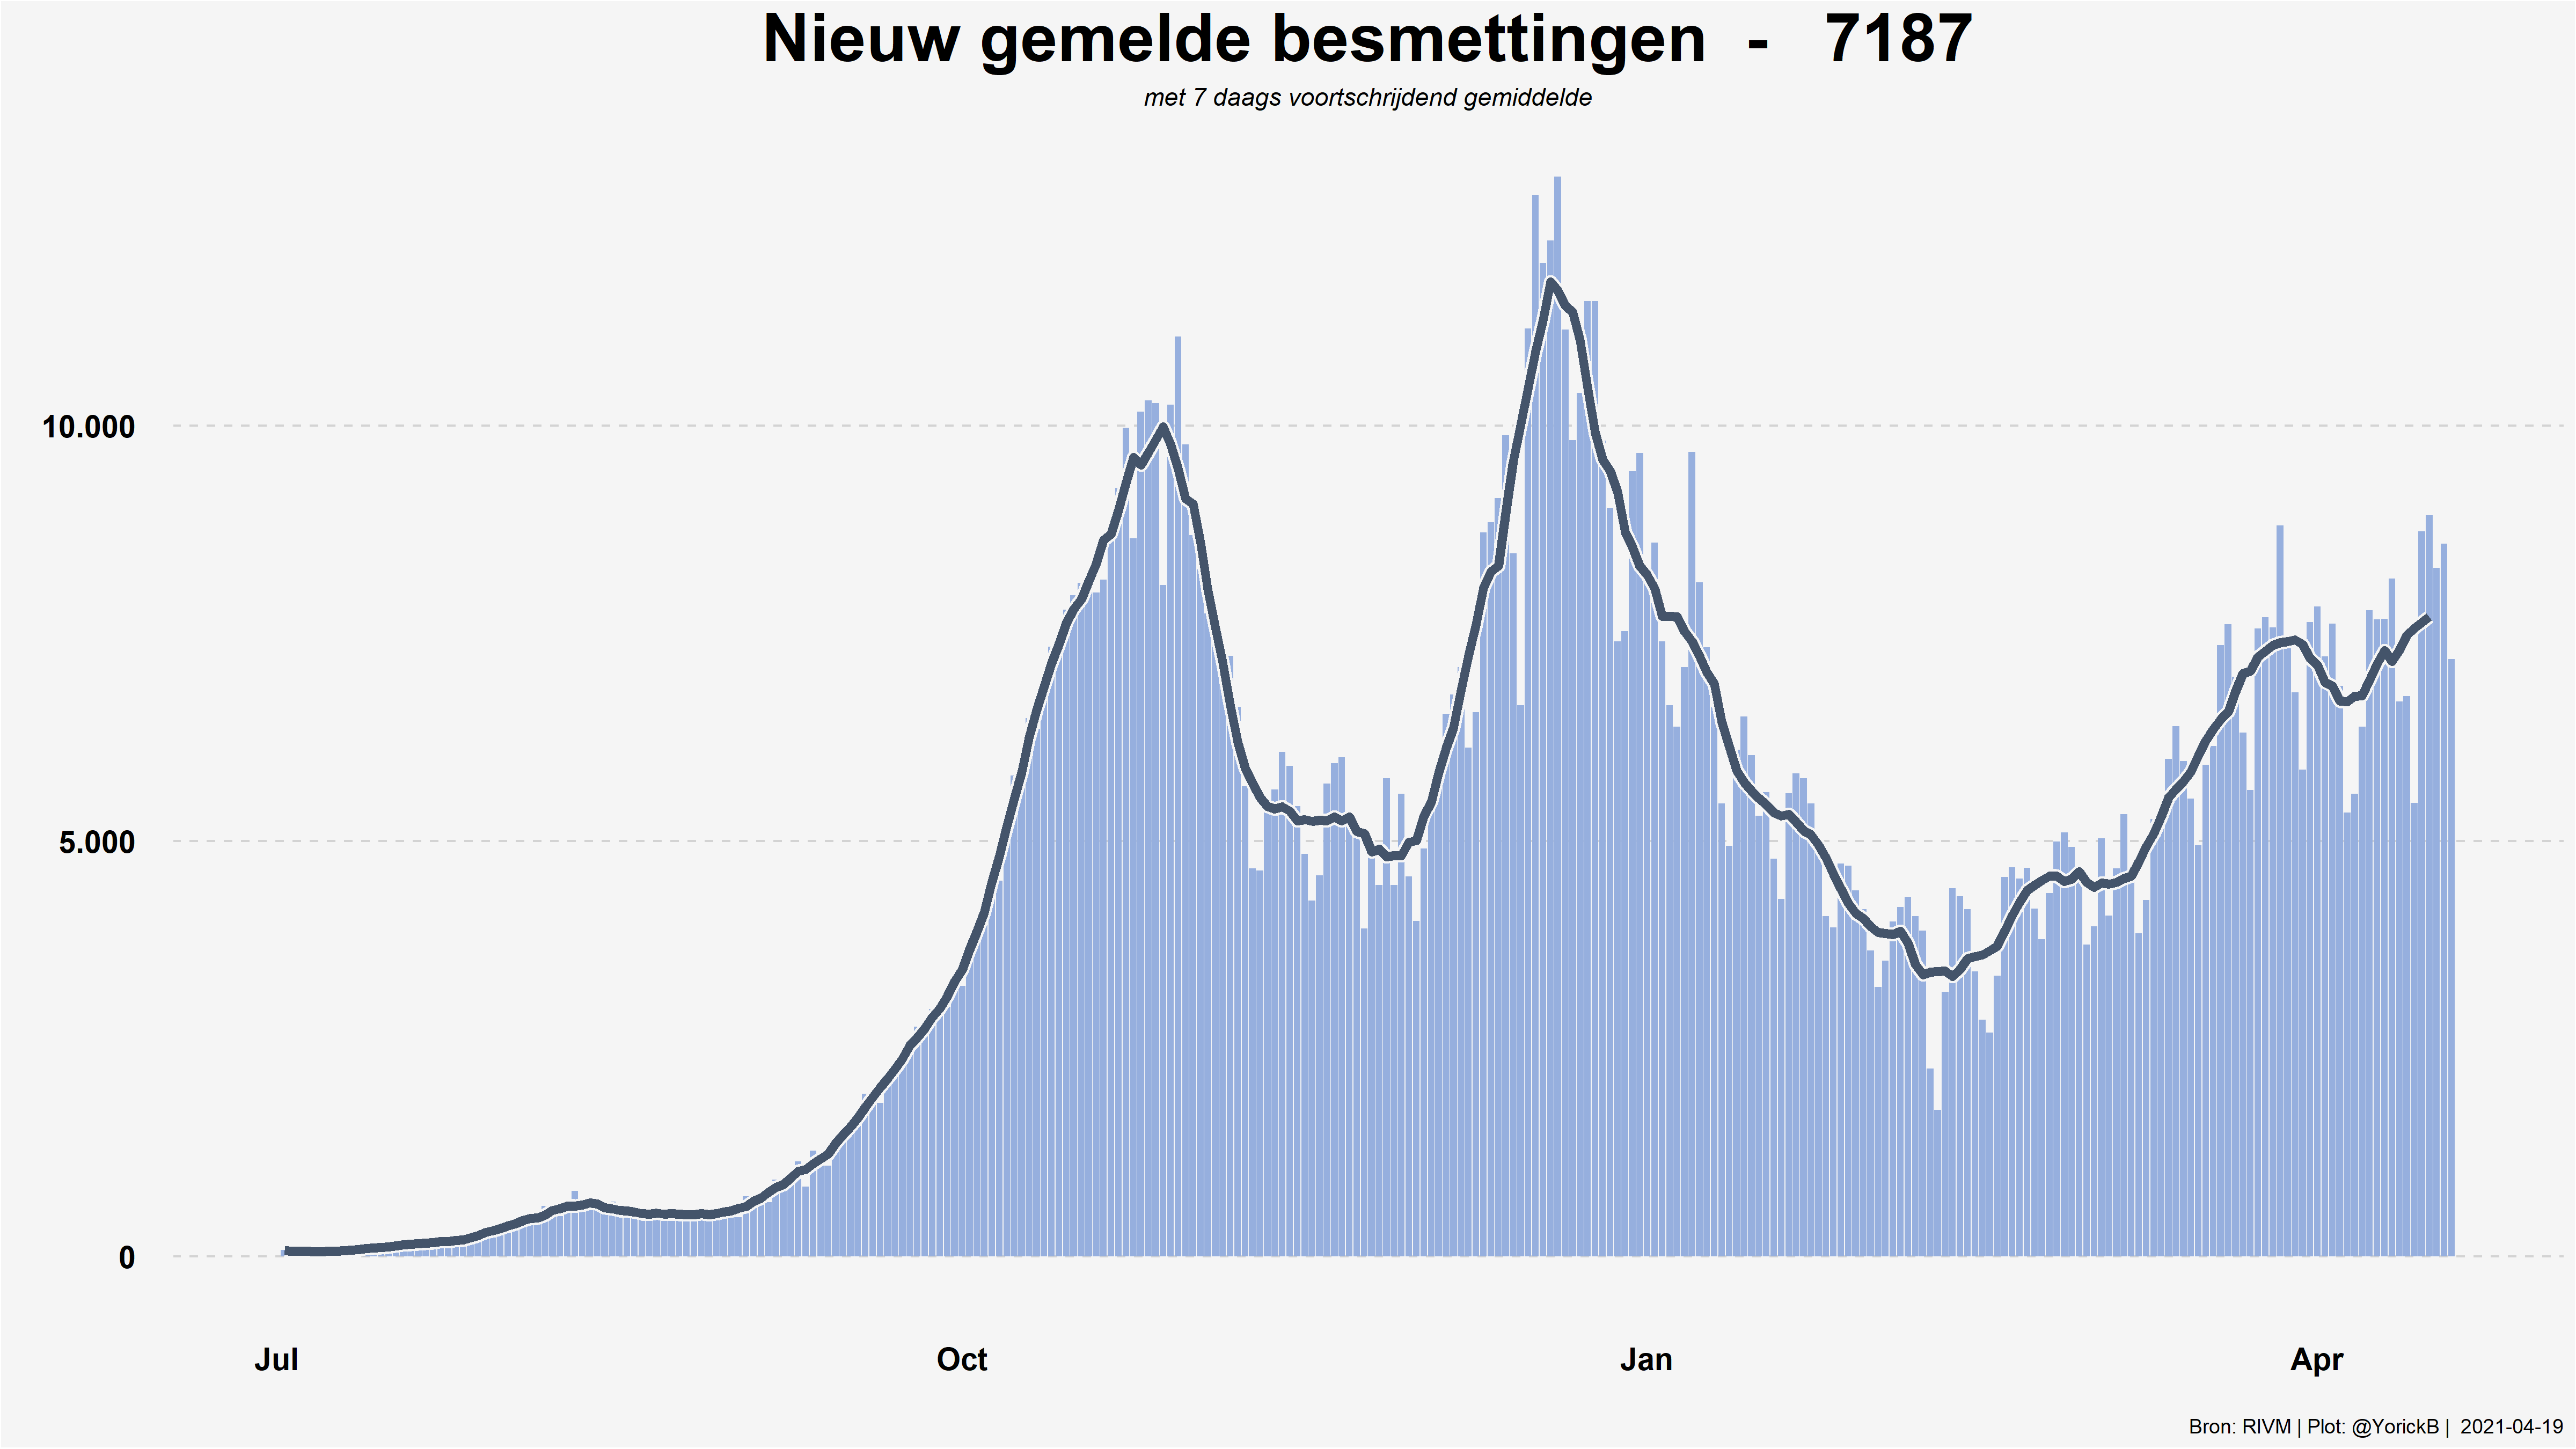 Nieuw gemelde besmettingen - 7187
met 7 daags voortschrijdend gemiddelde
10.000
5.000
0
Jul Oct Jan Apr
Bron: RIVM | Plot: @YorickB | 2021-04-19